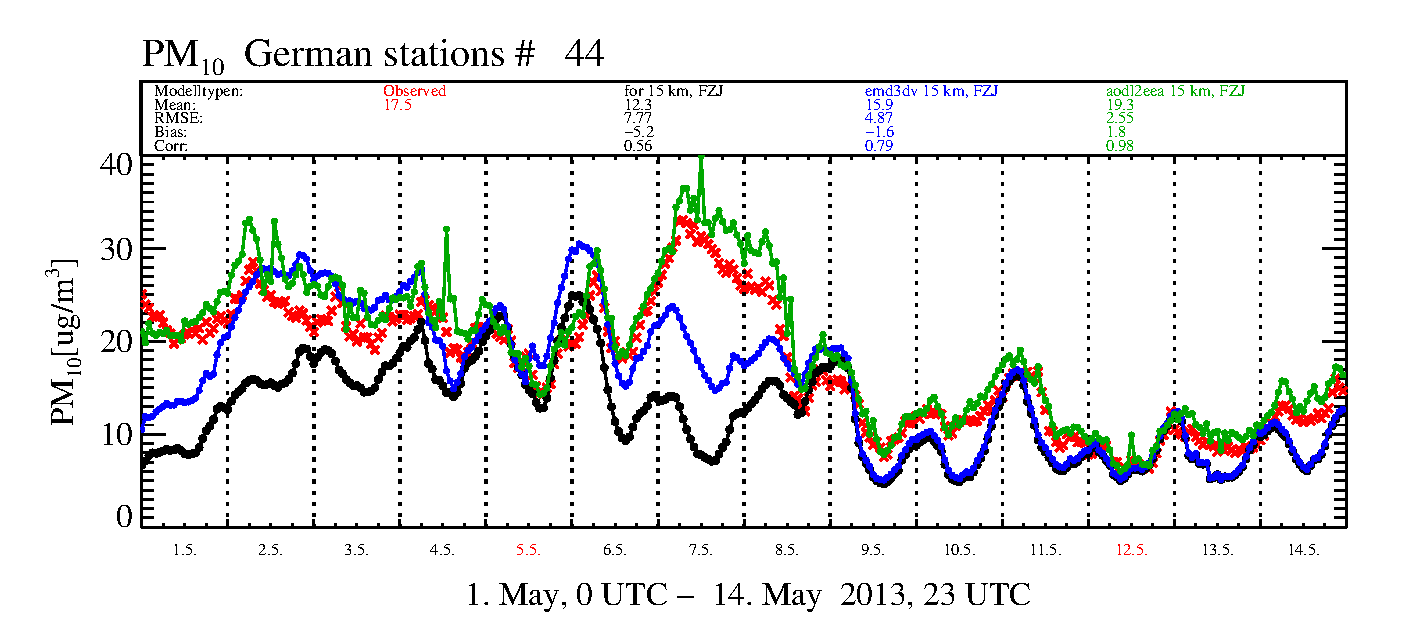 PM10 German stations # 44
Modelltypen: Observed for 15 km, FZJ emd3dv 15 km, FZJ aodl2eea 15 km, FZJ
Mean: 17.5 12.3 15.9 19.3
RMSE: 7.77 4.87 2.55
Bias: −5.2 −1.6 1.8
Corr: 0.56 0.79 0.98
PM10[ug/m3]
40
30
20
10
0
1.5. 2.5. 3.5. 4.5. 5.5. 6.5. 7.5. 8.5. 9.5. 10.5. 11.5. 12.5. 13.5. 14.5.
1. May, 0 UTC − 14. May 2013, 23 UTC